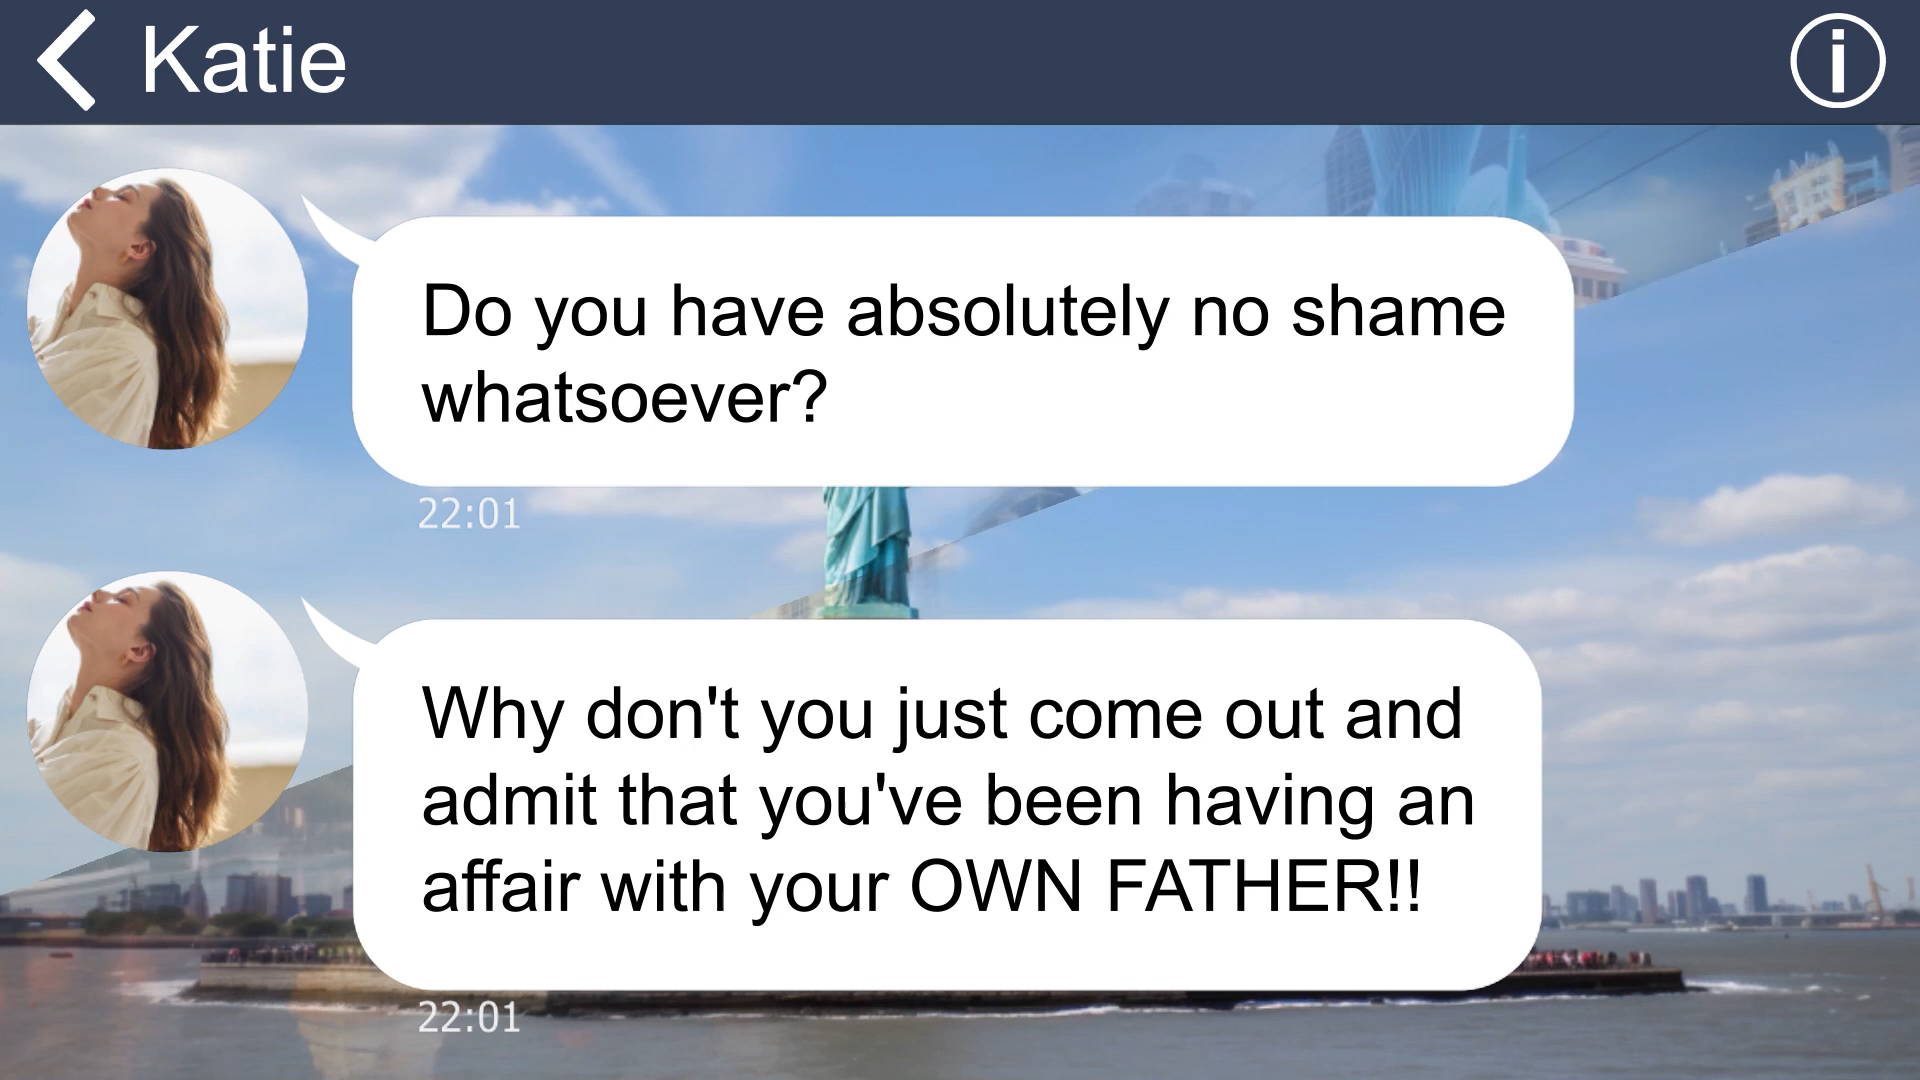 Katie
Do you have absolutely no shame
whatsoever?
22:01
Why don't you just come out and
admit that you've been having an
affair with your OWN FATHER!!
22:01